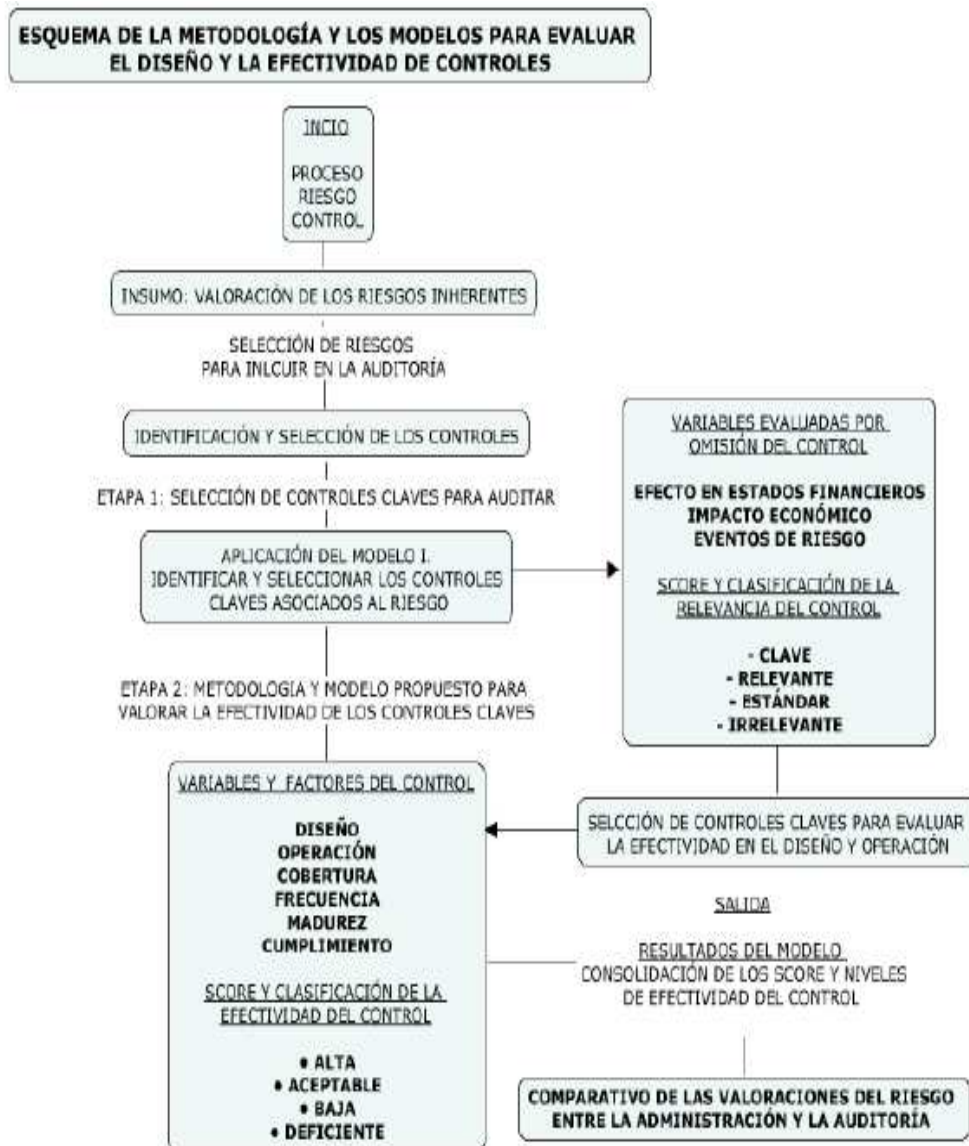 ESQUEMA DE LA METODOLOGÍA Y LOS MODELOS PARA EVALUAR
EL DISEÑO Y LA EFECTIVIDAD DE CONTROLES
INCIO
PROCESO
RIESGO
CONTROL
INSUMO: VALORACIÓN DE LOS RIESGOS INHERENTES
SELECCIÓN DE RIESGOS
PARA INLCUIR EN LA AUDITORÍA
IDENTIFICACIÓN Y SELECCIÓN DE LOS CONTROLES
ETAPA 1: SELECCIÓN DE CONTROLES CLAVES PARA AUDITAR
APLICACIÓN DEL MODELO I.
IDENTIFICAR Y SELECCIONAR LOS CONTROLES
CLAVES ASOCIADOS AL RIESGO
VARIABLES EVALUADAS POR
OMISIÓN DEL CONTROL
EFECTO EN ESTADOS FINANCIEROS
IMPACTO ECONÓMICO
EVENTOS DE RIESGO
SCORE Y CLASIFICACIÓN DE LA
RELEVANCIA DEL CONTROL
- CLAVE
- RELEVANTE
- ESTÁNDAR
- IRRELEVANTE
ETAPA 2: METODOLOGIA Y MODELO PROPUESTO PARA
VALORAR LA EFECTIVIDAD DE LOS CONTROLES CLAVES
SELCCIÓN DE CONTROLES CLAVES PARA EVALUAR
LA EFECTIVIDAD EN EL DISEÑO Y OPERACIÓN
VARIABLES Y FACTORES DEL CONTROL
DISEÑO
OPERACIÓN
COBERTURA
FRECUENCIA
MADUREZ
CUMPLIMIENTO
SCORE Y CLASIFICACIÓN DE LA
EFECTIVIDAD DEL CONTROL
● ALTA
● ACEPTABLE
● BAJA
● DEFICIENTE
SALIDA
RESULTADOS DEL MODELO
CONSOLIDACIÓN DE LOS SCORE Y NIVELES
DE EFECTIVIDAD DEL CONTROL
COMPARATIVO DE LAS VALORACIONES DEL RIESGO
ENTRE LA ADMINISTRACIÓN Y LA AUDITORÍA